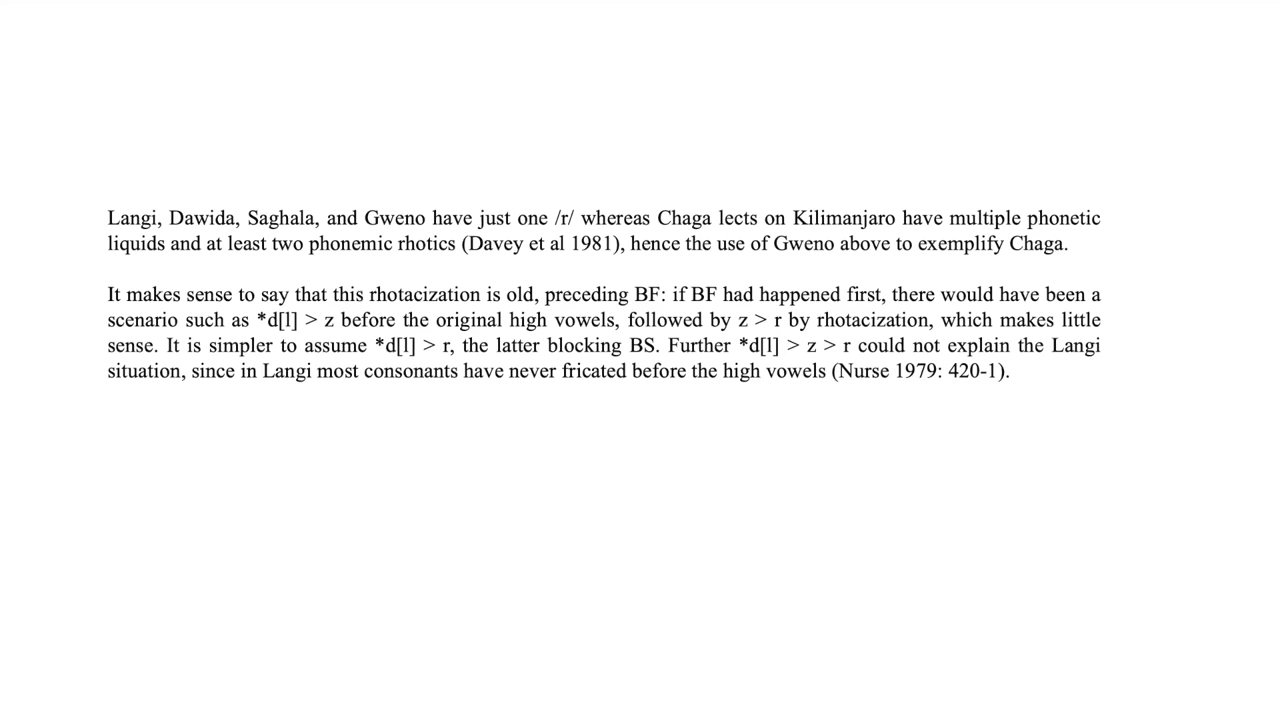 Langi, Dawida, Saghala, and Gweno have just one /r/ whereas Chaga lects on Kilimanjaro have multiple phonetic
liquids and at least two phonemic rhotics (Davey et al 1981), hence the use of Gweno above to exemplify Chaga.
It makes sense to say that this rhotacization is old, preceding BF: if BF had happened first, there would have been a
scenario such as *d[l] > z before the original high vowels, followed by z > r by rhotacization, which makes little
sense. It is simpler to assume *d[l] > r, the latter blocking BS. Further *d[l] > z > r could not explain the Langi
situation, since in Langi most consonants have never fricated before the high vowels (Nurse 1979: 420-1).